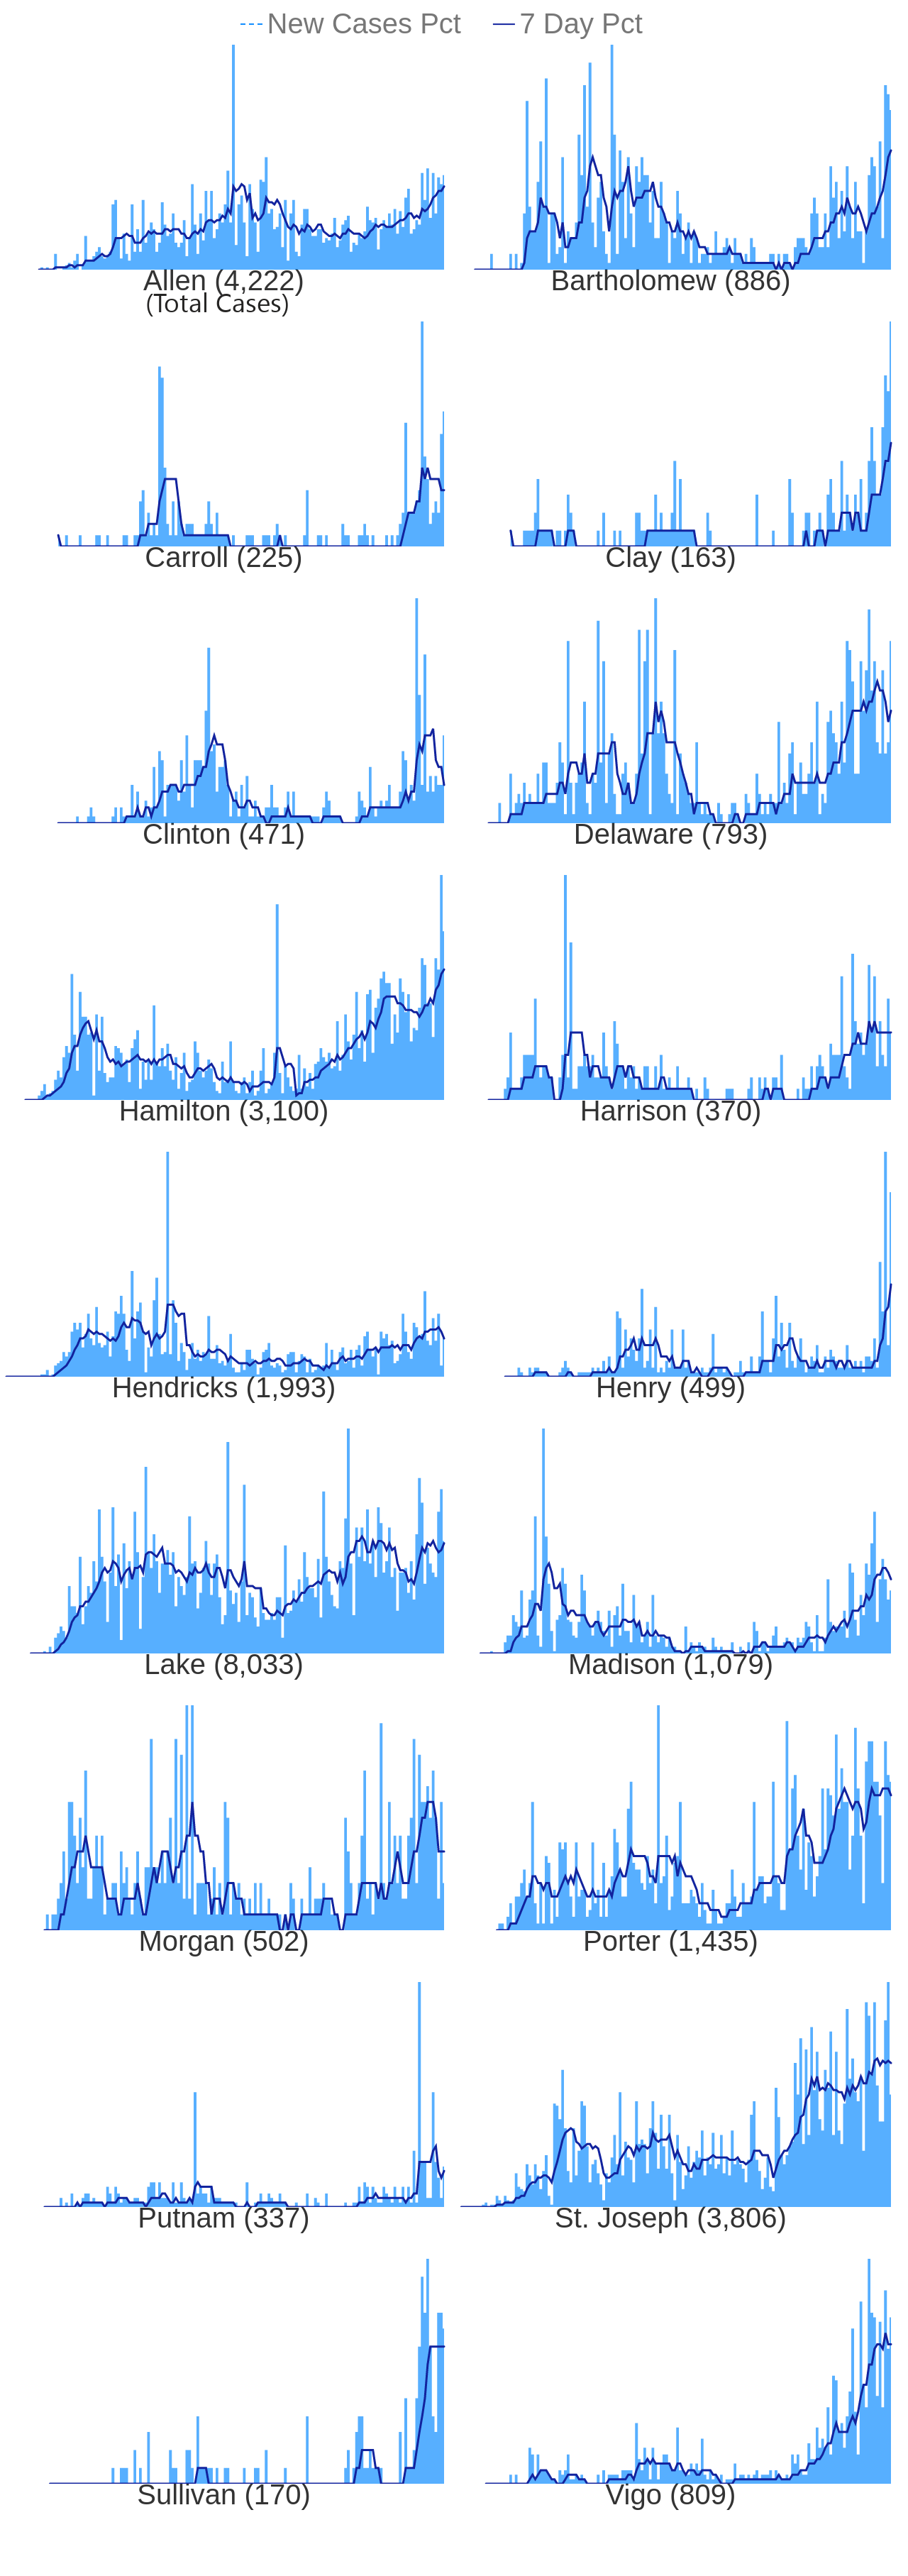 New Cases Pct 7 Day Pct
Allen (4,222) Bartholomew (886)
(Total Cases)
Carroll (225) Clay (163)
Clinton (471) Delaware (793)
Hamilton (3,100) Harrison (370)
Hendricks (1,993) Henry (499)
Lake (8,033) Madison (1,079)
Morgan (502) Porter (1,435)
Putnam (337) St. Joseph (3,806)
Sullivan (170) Vigo (809)